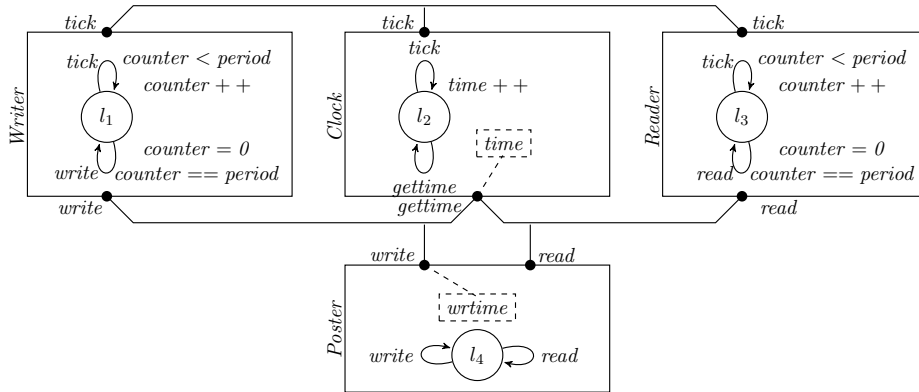 tick tick tick
Writer
tick
counter < period
counter + +
l1
counter = 0
write
counter == period
write
Clock
tick
time + +
l2
time
gettime
gettime
Reader
tick
counter < period
counter + +
l3
counter = 0
read
counter == period
read
write read
Poster
wrtime
write
l4
read